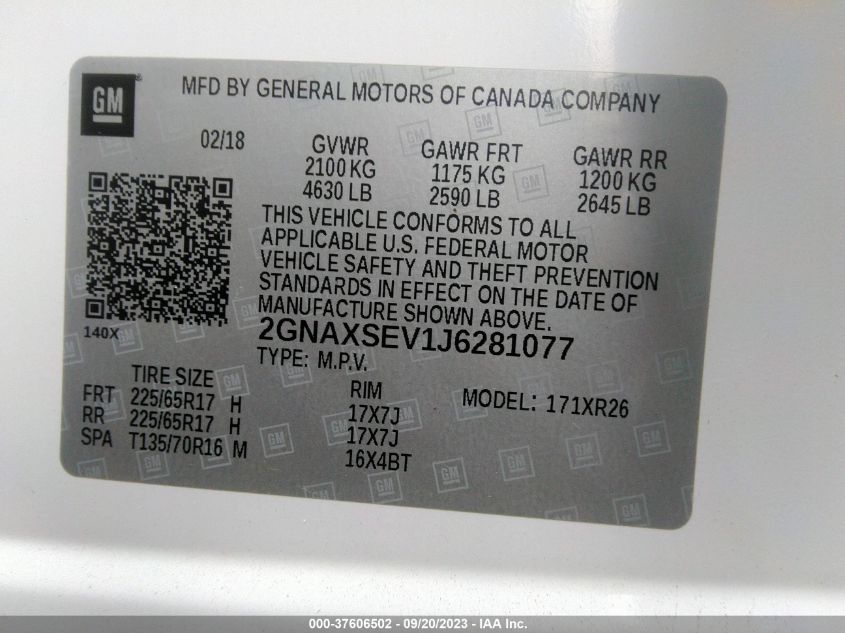 GM
MFD BY GENERAL MOTORS OF CANADA COMPANY
02/18 GVWR GAWR FRT GAWR RR
2100 KG 1175 KG 1200 KG
4630 LB 2590 LB 2645 LB
THIS VEHICLE CONFORMS TO ALL
APPLICABLE U.S. FEDERAL MOTOR
VEHICLE SAFETY AND THEFT PREVENTION
STANDARDS IN EFFECT ON THE DATE OF
MANUFACTURE SHOWN ABOVE.
140X
2GNAXSEV1J6281077
TYPE: M.P.V.
TIRE SIZE RIM MODEL: 171XR26
FRT 225/65R17 H 17X7J
RR 225/65R17 H 17X7J
SPA T135/70R16 M 16X4BT
000-37606502 - 09/20/2023 - IAA Inc.